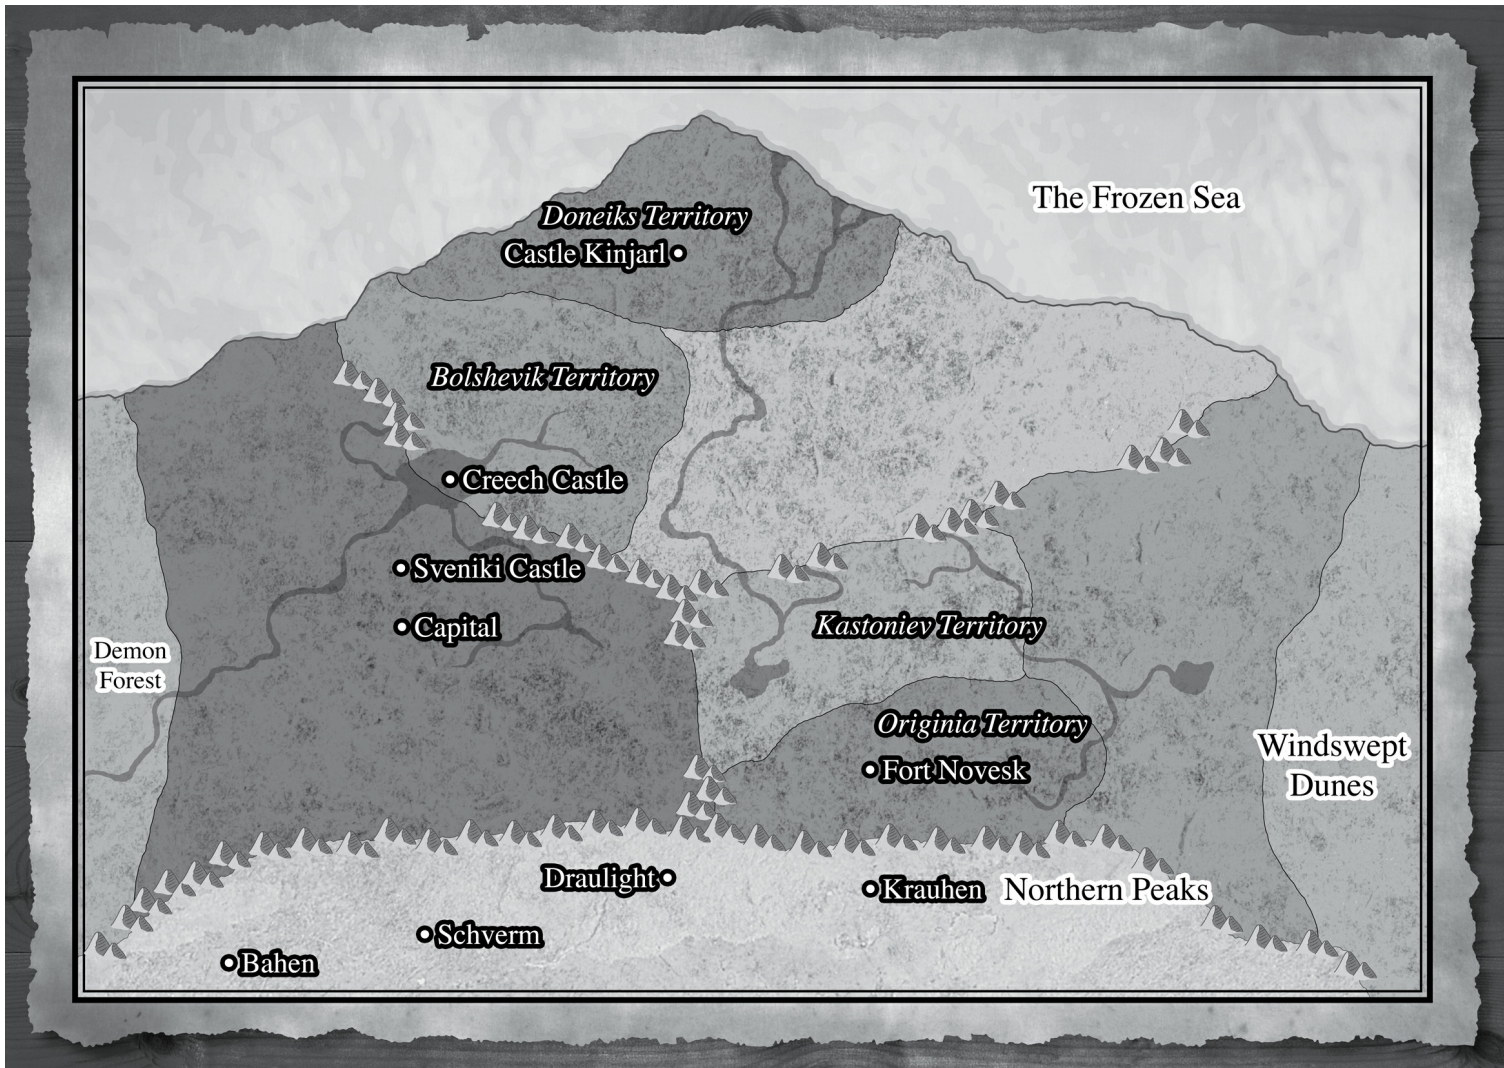 The Frozen Sea
Doneiks Territory
Castle Kinjarl
Bolshevik Territory
Creech Castle
Sveniki Castle
Capital
Kastoniev Territory
Demon
Forest
Originia Territory
Fort Novesk
Windswept
Dunes
Draulight
Krauhen
Northern Peaks
Schverm
Bahen